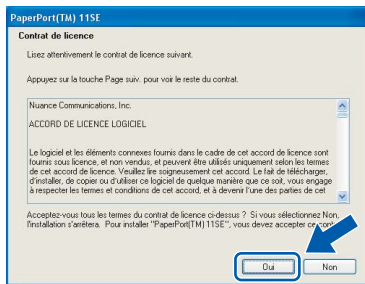 PaperPort(TM) 11SE
Contrat de licence
Lisez attentivement le contrat de licence suivant.
Appuyez sur la touche Page suiv. pour voir le reste du contrat.
Nuance Communications, Inc.
ACCORD DE LICENCE LOGICIEL
Le logiciel et les éléments connexes fournis dans le cadre de cet accord de licence sont
fournis sous licence, et non vendus, et peuvent être utilisés uniquement selon les termes
de cet accord de licence. Veuillez lire soigneusement cet accord. Le fait de télécharger,
d'installer, de copier ou d'utiliser ce logiciel de quelque manière que ce soit, vous engage
à respecter les termes et conditions de cet accord, et à devenir l'une des parties de cet
Acceptez-vous tous les termes du contrat de licence ci-dessus ? Si vous sélectionnez Non,
l'installation s'arrêtera. Pour installer "PaperPort(TM) 11SE", vous devez accepter ce
Oui
Non